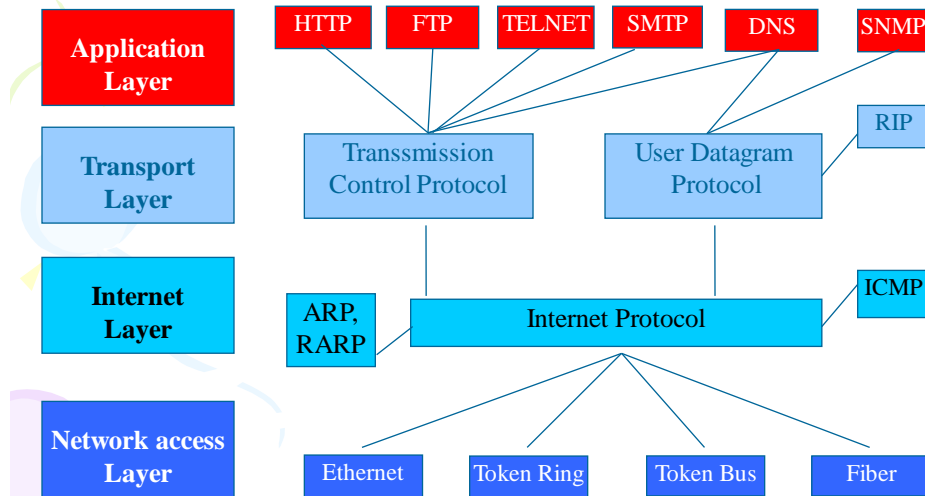 HTTP FTP TELNET SMTP DNS SNMP
Application
Layer
Transport
Layer
Transsmission
Control Protocol
User Datagram
Protocol
RIP
Internet
Layer
ARP,
RARP
Internet Protocol
ICMP
Network access
Layer
Ethernet Token Ring Token Bus Fiber